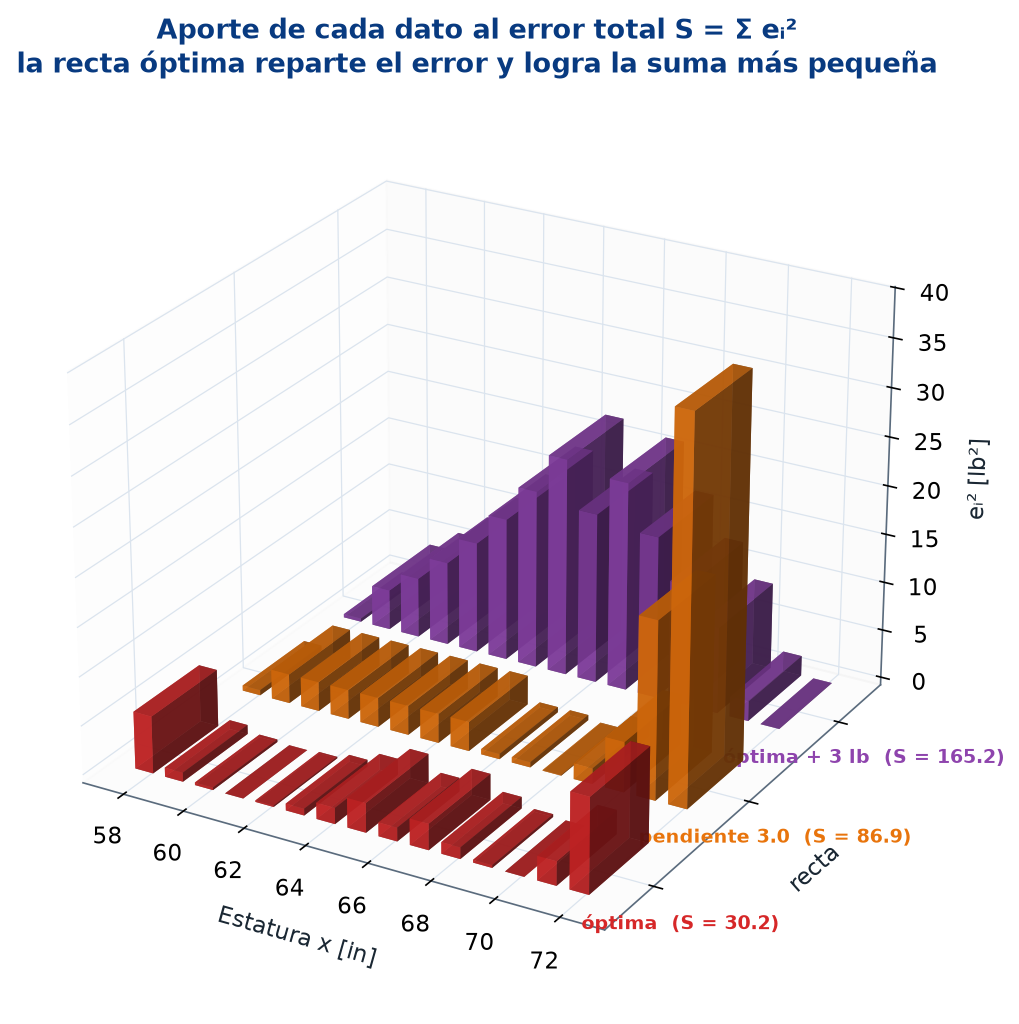 Aporte de cada dato al error total S = Σ eᵢ²
la recta óptima reparte el error y logra la suma más pequeña
40
35
30
25
20
15
10
5
0
eᵢ² [lb²]
óptima + 3 lb (S = 165.2)
pendiente 3.0 (S = 86.9)
óptima (S = 30.2)
recta
58
60
62
64
66
68
70
72
Estatura x [in]